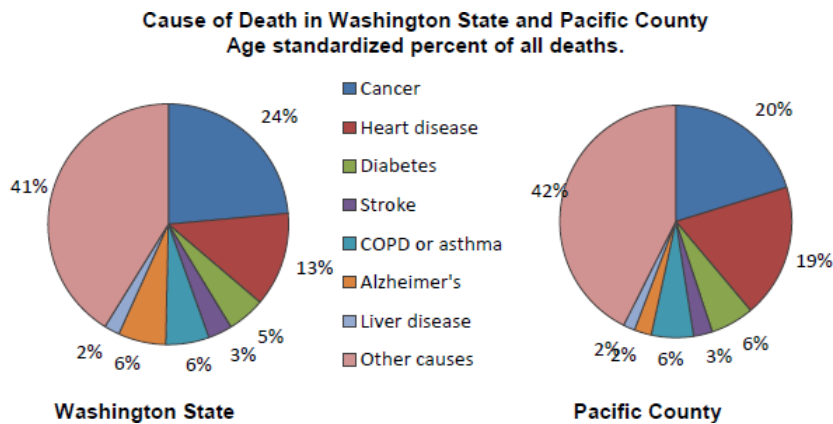 Cause of Death in Washington State and Pacific County
Age standardized percent of all deaths.
24%
13%
5%
3%
6%
6%
2%
41%
Cancer
Heart disease
Diabetes
Stroke
COPD or asthma
Alzheimer's
Liver disease
Other causes
20%
19%
6%
3%
6%
2%
2%
42%
Washington State
Pacific County